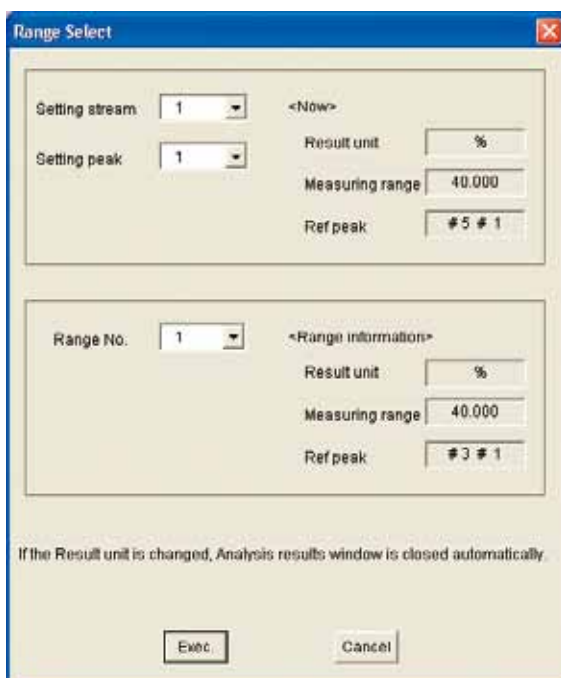 Range Select
Setting stream 1 <Now>
Result unit %
Setting peak 1
Measuring range 40.000
Ref peak #5 # 1
Range No. 1 <Range information>
Result unit %
Measuring range 40.000
Ref peak #3 # 1
If the Result unit is changed, Analysis results window is closed automatically.
Exec. Cancel